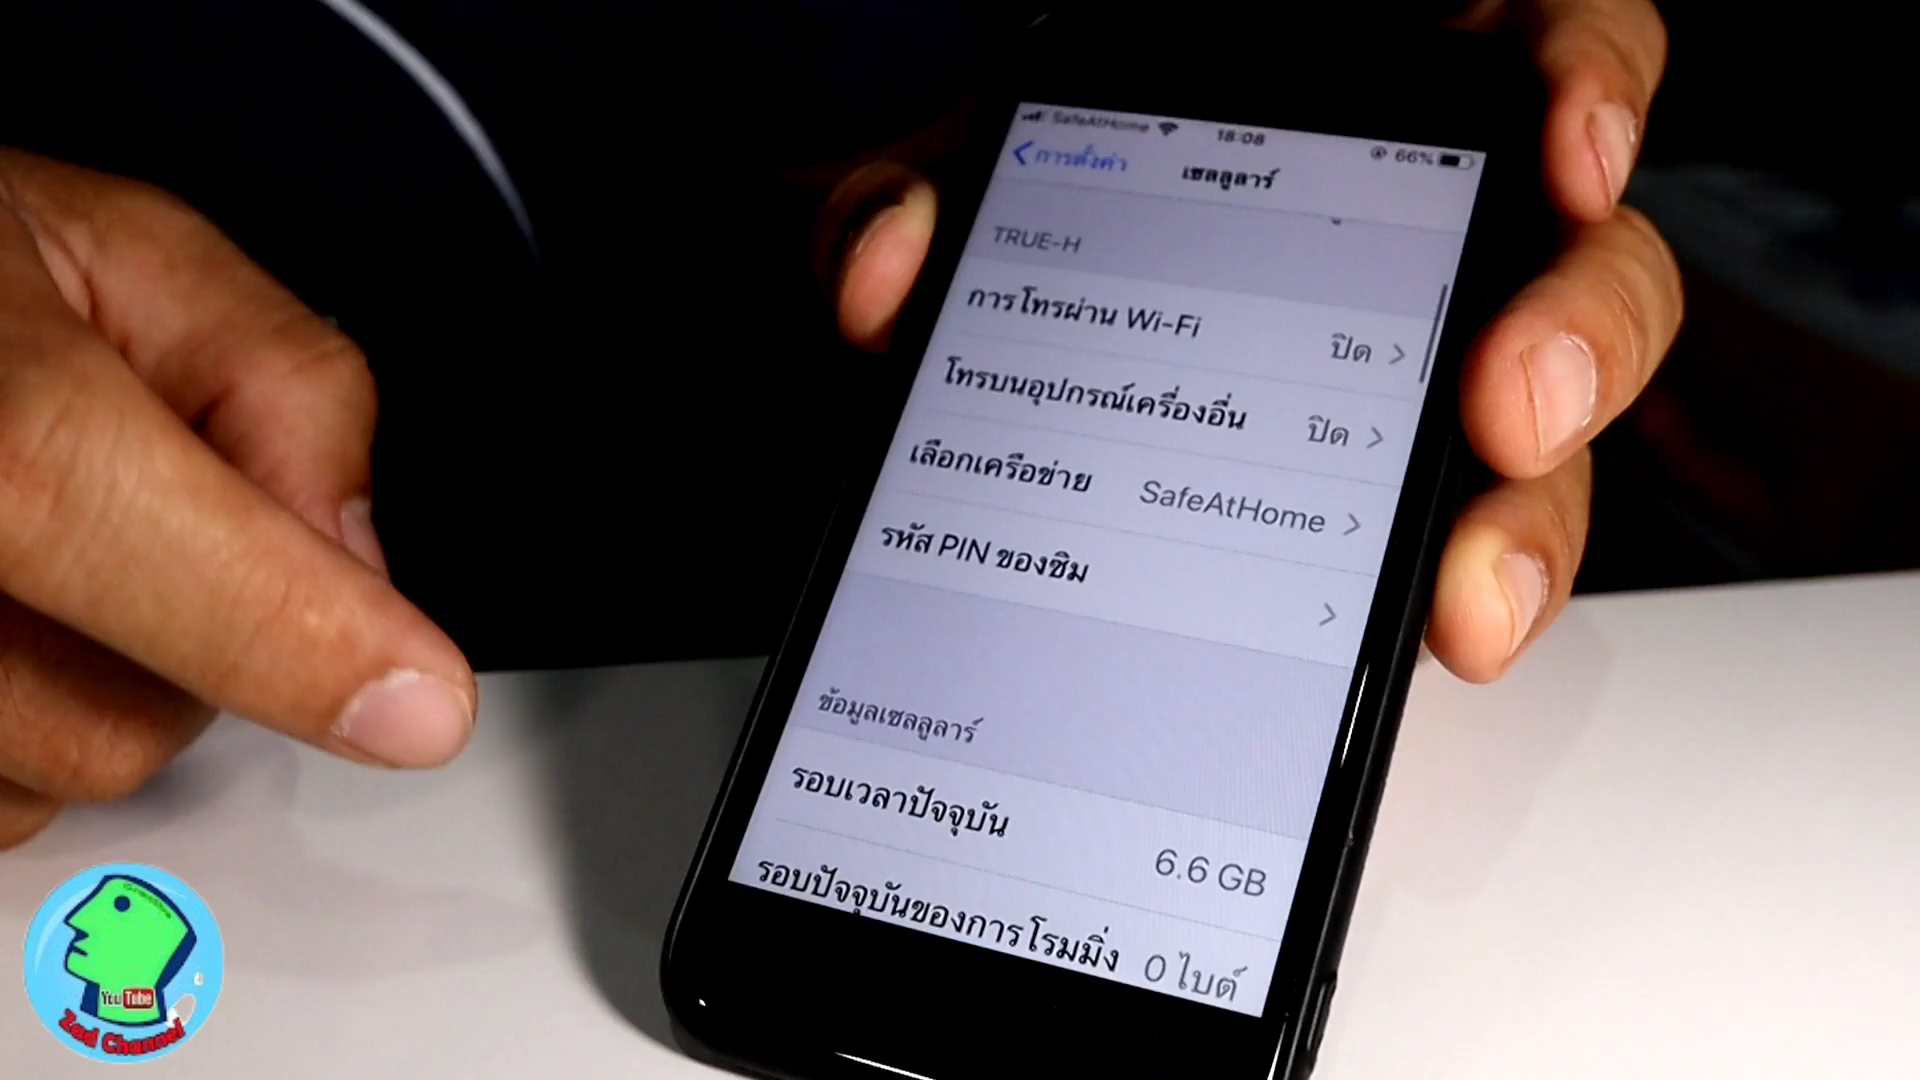 SafeAtHome 18:08 66%
การตั้งค่า เซลลูลาร์
TRUE-H
การโทรผ่าน Wi-Fi ปิด
โทรบนอุปกรณ์เครื่องอื่น ปิด
เลือกเครือข่าย SafeAtHome
รหัส PIN ของซิม
ข้อมูลเซลลูลาร์
รอบเวลาปัจจุบัน 6.6 GB
รอบปัจจุบันของการโรมมิ่ง 0 ไบต์
YouTube
Zad Channel